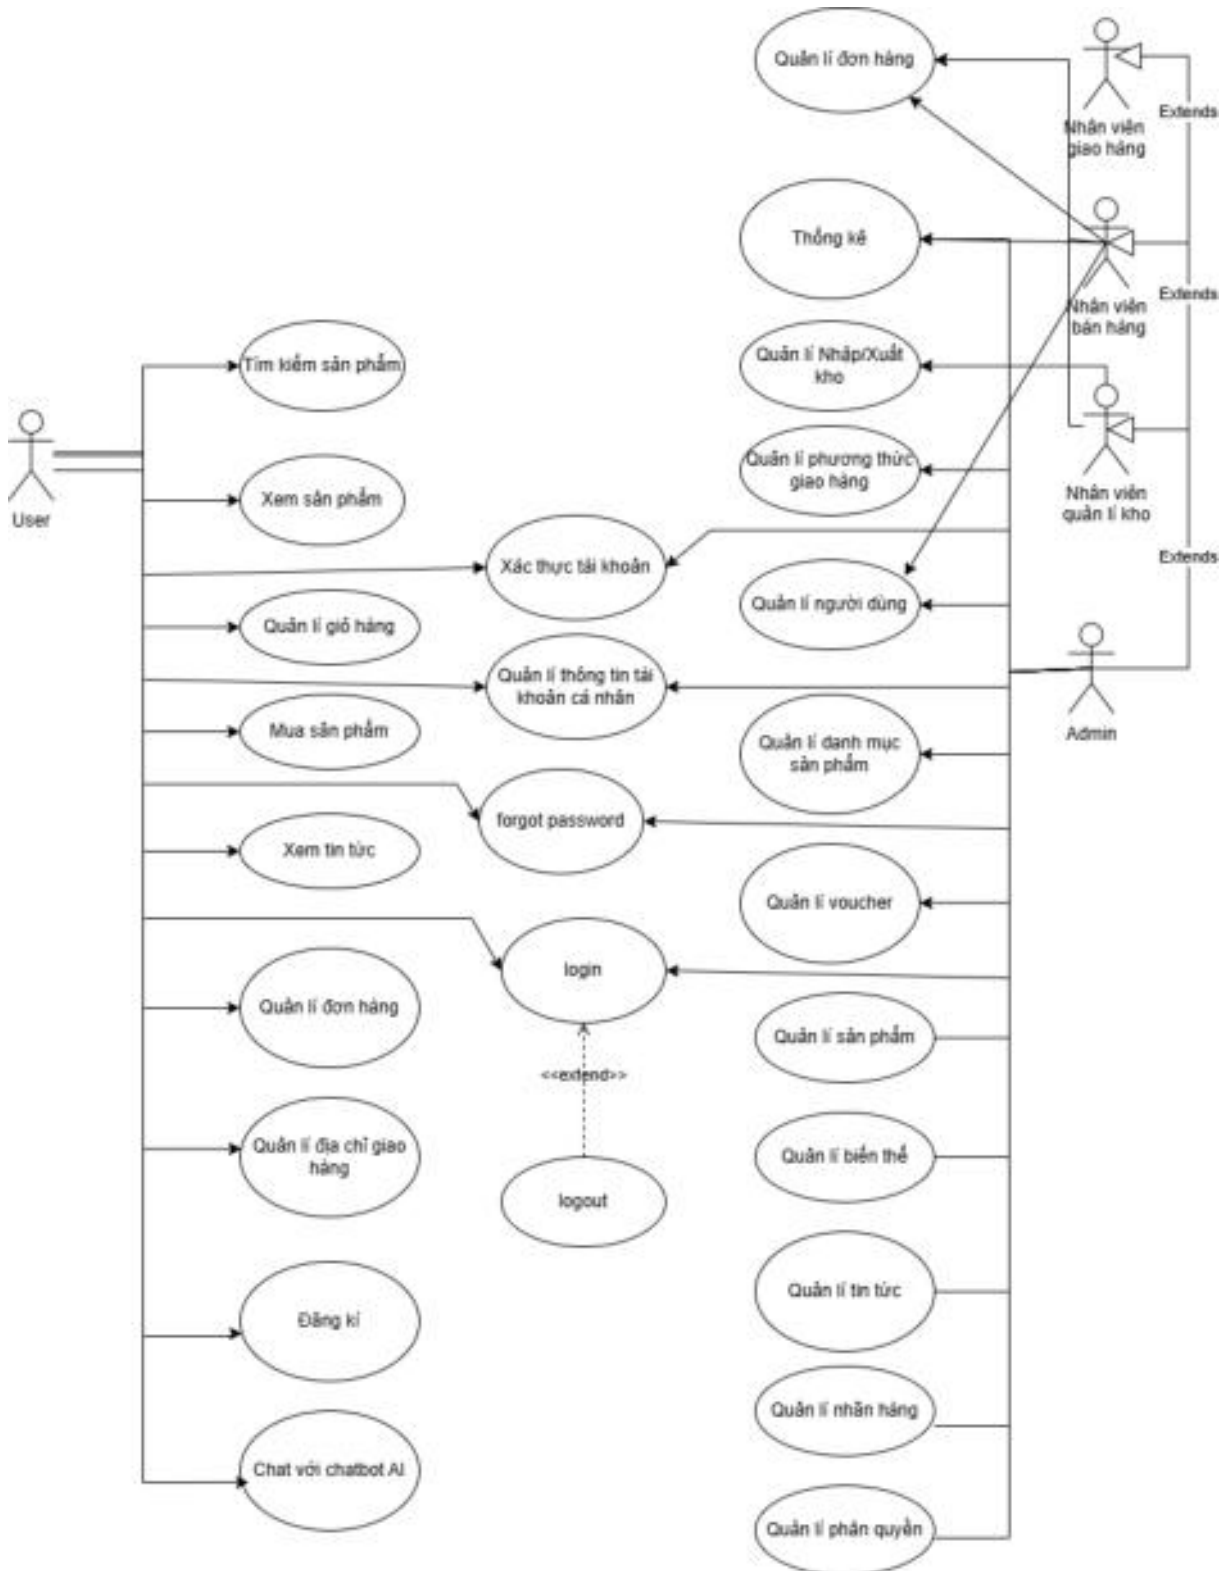 Quản lí đơn hàng
Nhân viên
giao hàng
Extends
Thống kê
Nhân viên
bán hàng
Extends
Tìm kiếm sản phẩm
Quản lí Nhập/Xuất
kho
User
Xem sản phẩm
Quản lí phương thức
giao hàng
Nhân viên
quản lí kho
Xác thực tài khoản
Extends
Quản lí giỏ hàng
Quản lí người dùng
Quản lí thông tin tài
khoản cá nhân
Admin
Mua sản phẩm
Quản lí danh mục
sản phẩm
forgot password
Xem tin tức
Quản lí voucher
login
Quản lí đơn hàng
Quản lí sản phẩm
<<extend>>
Quản lí địa chỉ giao
hàng
Quản lí biến thể
logout
Quản lí tin tức
Đăng kí
Quản lí nhãn hàng
Chat với chatbot AI
Quản lí phân quyền